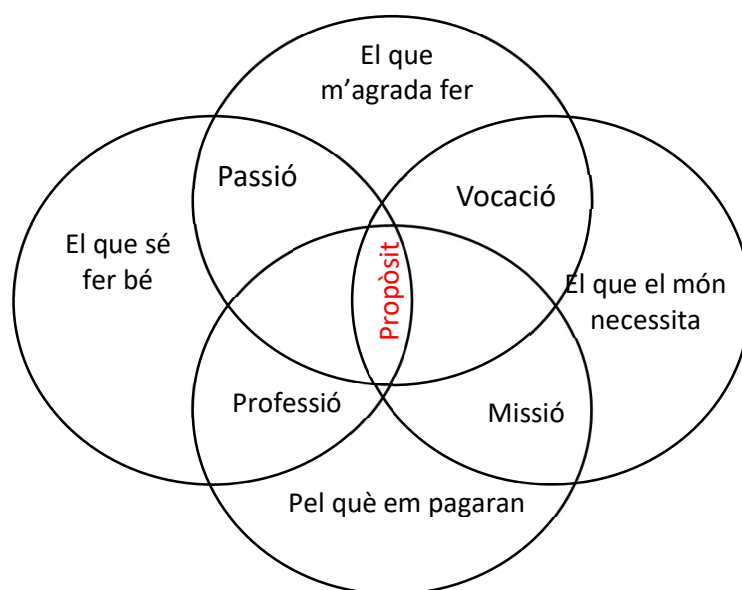 El que
m’agrada fer
Passió
Vocació
El que sé
fer bé
Propòsit
El que el món
necessita
Professió
Missió
Pel què em pagaran